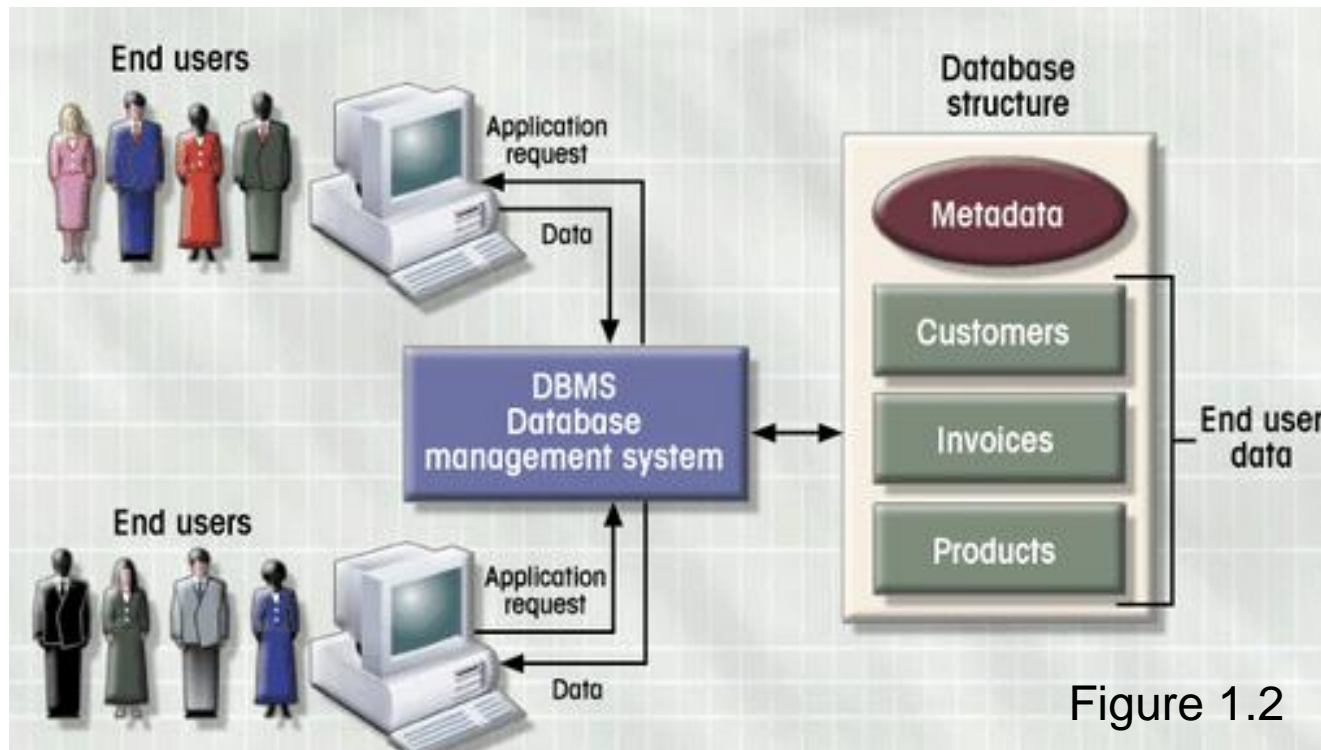 End users
Application
request
Data
Database
structure
Metadata
Customers
Invoices
Products
End user
data
DBMS
Database
management system
End users
Application
request
Data
Figure 1.2